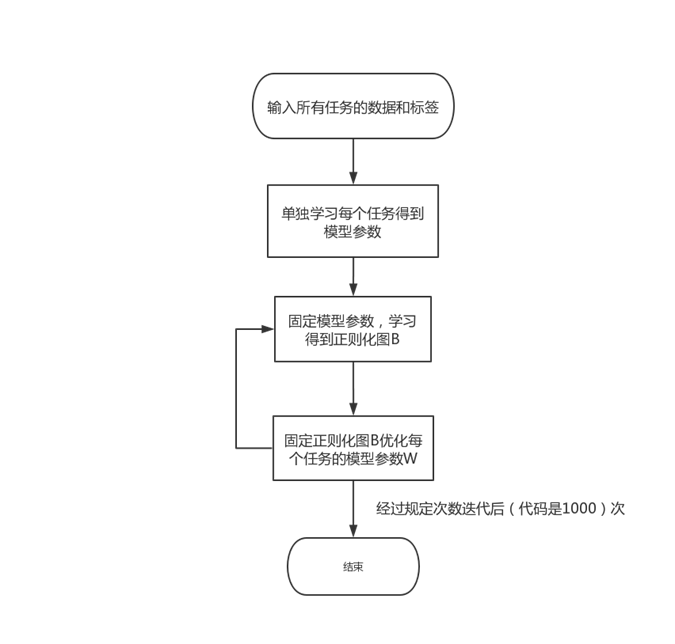 输入所有任务的数据和标签
单独学习每个任务得到
模型参数
固定模型参数，学习
得到正则化图B
固定正则化图B优化每
个任务的模型参数W
经过规定次数迭代后（代码是1000）次
结束